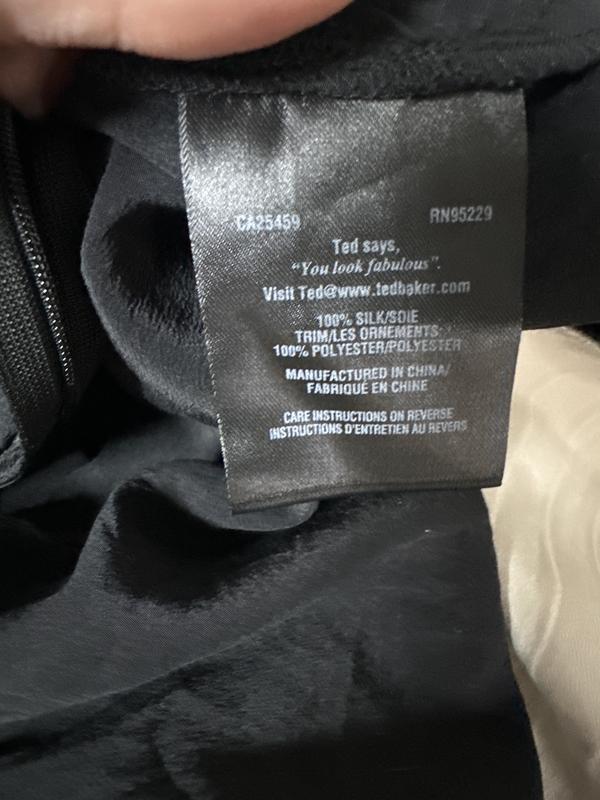 CA25459 RN95229
Ted says,
“You look fabulous”.
Visit Ted@www.tedbaker.com
100% SILK/SOIE
TRIM/LES ORNEMENTS:
100% POLYESTER/POLYESTER
MANUFACTURED IN CHINA/
FABRIQUÉ EN CHINE
CARE INSTRUCTIONS ON REVERSE
INSTRUCTIONS D'ENTRETIEN AU REVERS